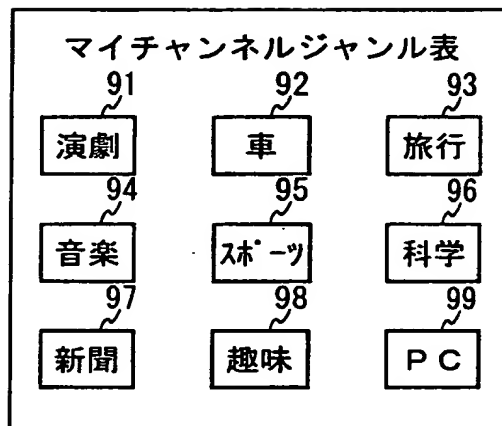 マイチャンネルジャンル表
91 92 93
演劇 車 旅行
94 95 96
音楽 スポーツ 科学
97 98 99
新聞 趣味 PC